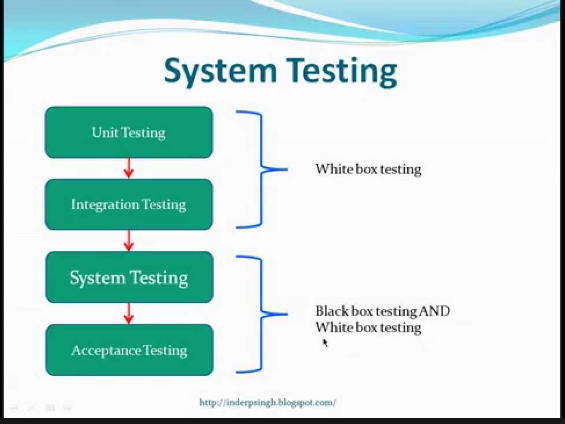 System Testing
Unit Testing
Integration Testing
White box testing
System Testing
Acceptance Testing
Black box testing AND
White box testing
http://inderpsingh.blogspot.com/